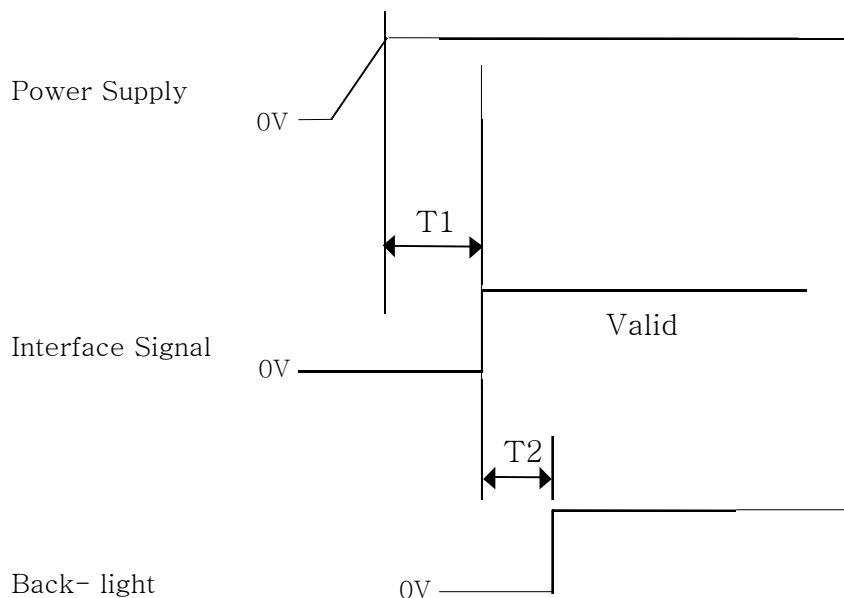 Power Supply
0V
T1
Valid
Interface Signal
0V
T2
Back- light
0V